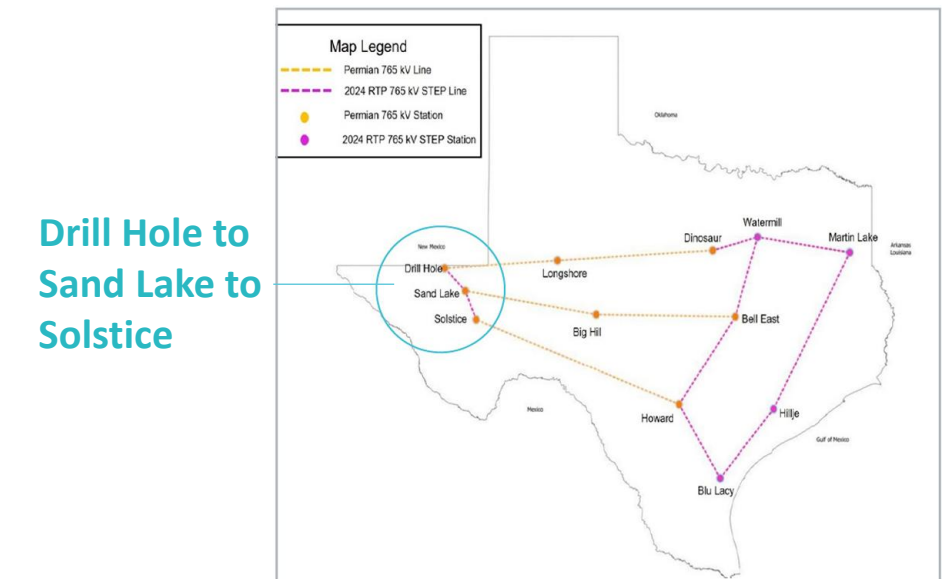 Drill Hole to
Sand Lake to
Solstice
Map Legend
Permian 765 kV Line
2024 RTP 765 kV STEP Line
Permian 765 kV Station
2024 RTP 765 kV STEP Station
Oklahoma
New Mexico
Arkansas
Louisiana
Watermill
Dinosaur
Martin Lake
Drill Hole
Longshore
Sand Lake
Solstice
Big Hill
Bell East
Mexico
Howard
Hillje
Gulf of Mexico
Blu Lacy